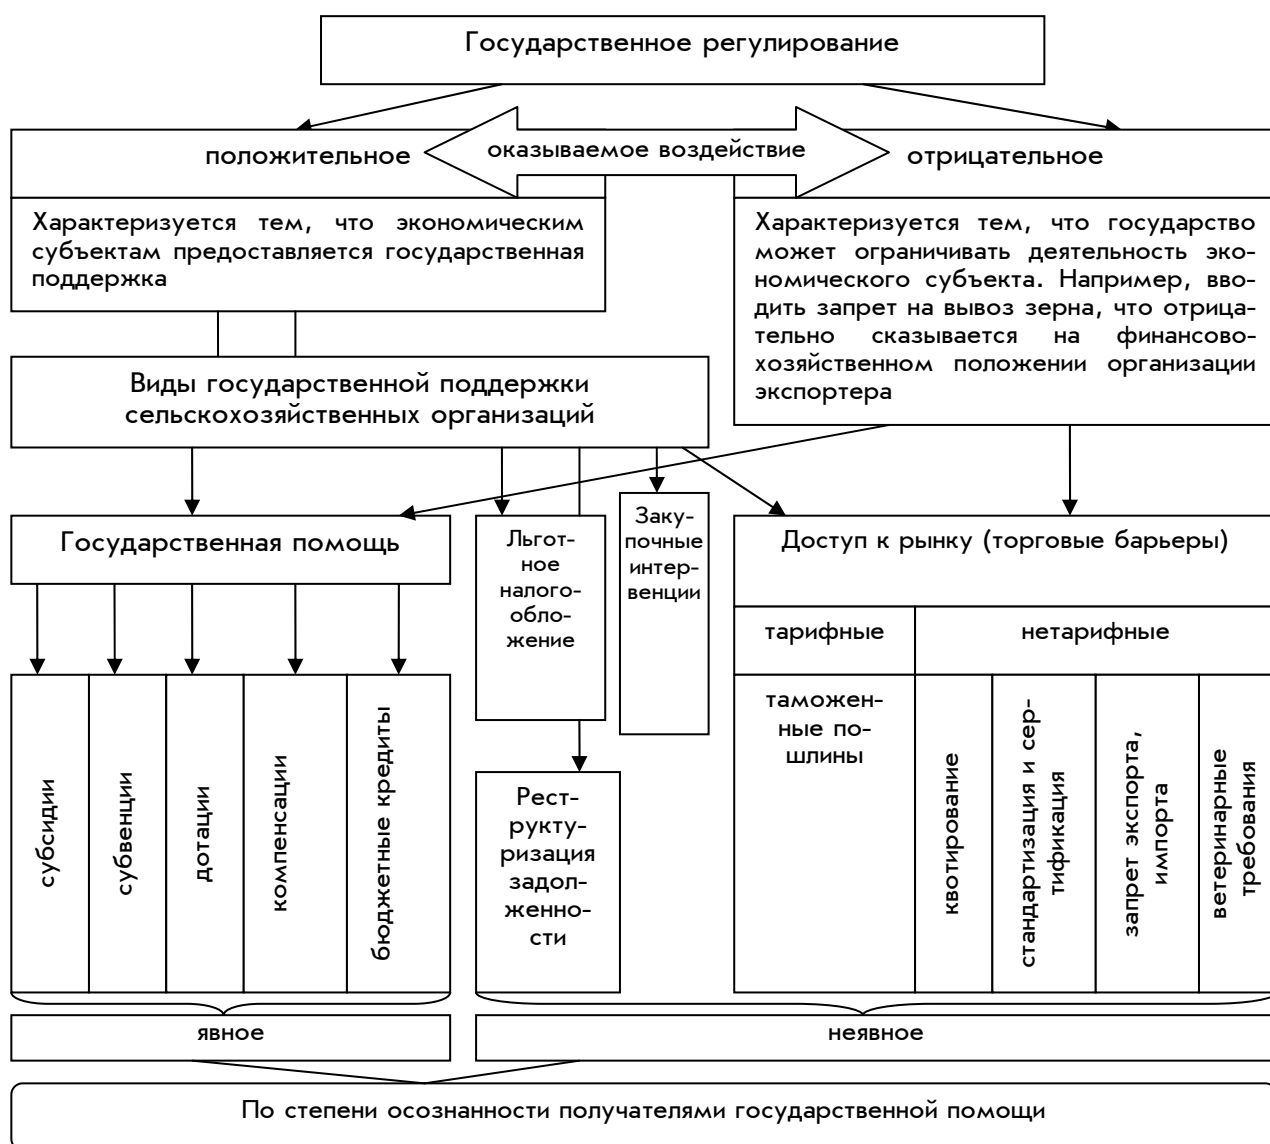 Государственное регулирование
положительное
оказываемое воздействие
отрицательное
Характеризуется тем, что экономическим
субъектам предоставляется государственная
поддержка
Характеризуется тем, что государство
может ограничивать деятельность эко-
номического субъекта. Например, вво-
дить запрет на вывоз зерна, что отрица-
тельно сказывается на финансово-
хозяйственном положении организации
экспортера
Виды государственной поддержки
сельскохозяйственных организаций
Государственная помощь
Льгот-
ное
налого-
обло-
жение
Заку-
почные
интер-
венции
Доступ к рынку (торговые барьеры)
тарифные
нетарифные
субсидии
субвенции
дотации
компенсации
бюджетные кредиты
Рест-
рукту-
ризация
задол-
женно-
сти
таможен-
ные по-
шлины
квотирование
стандартизация и сер-
тификация
запрет экспорта,
импорта
ветеринарные
требования
явное
неявное
По степени осознанности получателями государственной помощи